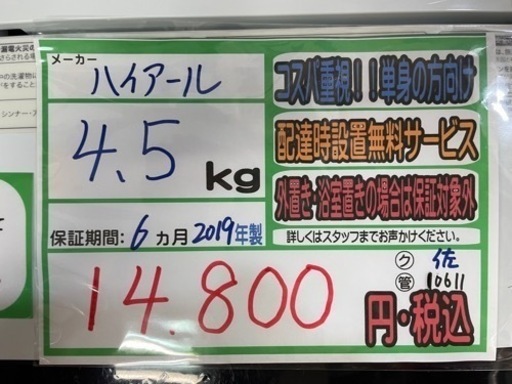 メーカー
ハイアール
4.5 kg
保証期間: 6 カ月 2019年製
コスパ重視!!単身の方向け
配達時設置無料サービス
外置き・浴室置きの場合は保証対象外
詳しくはスタッフまでお声かけください。
ク 佐
管 10611
14.800
円・税込